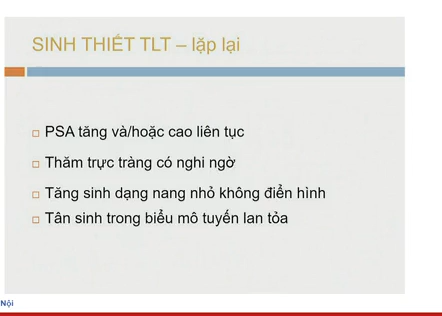 SINH THIẾT TLT – lặp lại
PSA tăng và/hoặc cao liên tục
Thăm trực tràng có nghi ngờ
Tăng sinh dạng nang nhỏ không điển hình
Tân sinh trong biểu mô tuyến lan tỏa
Nội